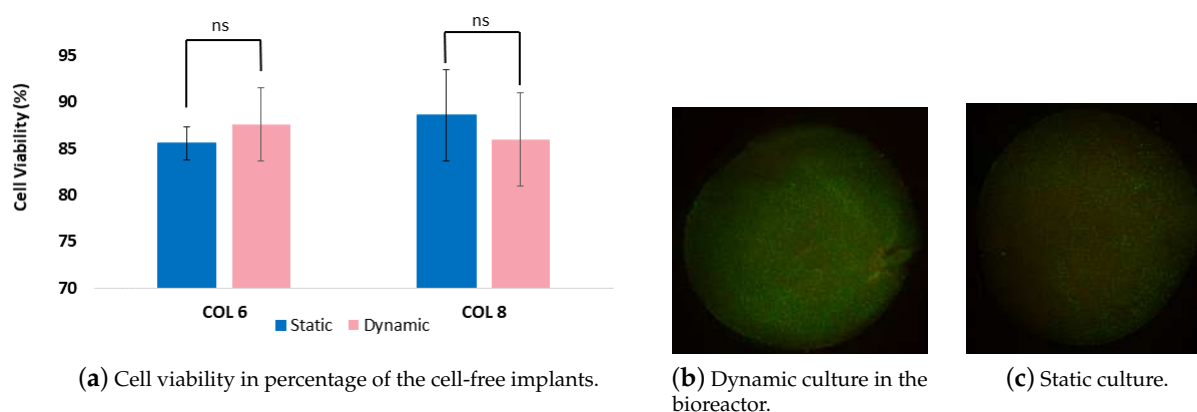 ns
ns
95
90
85
80
75
70
Cell Viability (%)
COL 6
COL 8
Static
Dynamic
(a) Cell viability in percentage of the cell-free implants.
(b) Dynamic culture in the
bioreactor.
(c) Static culture.